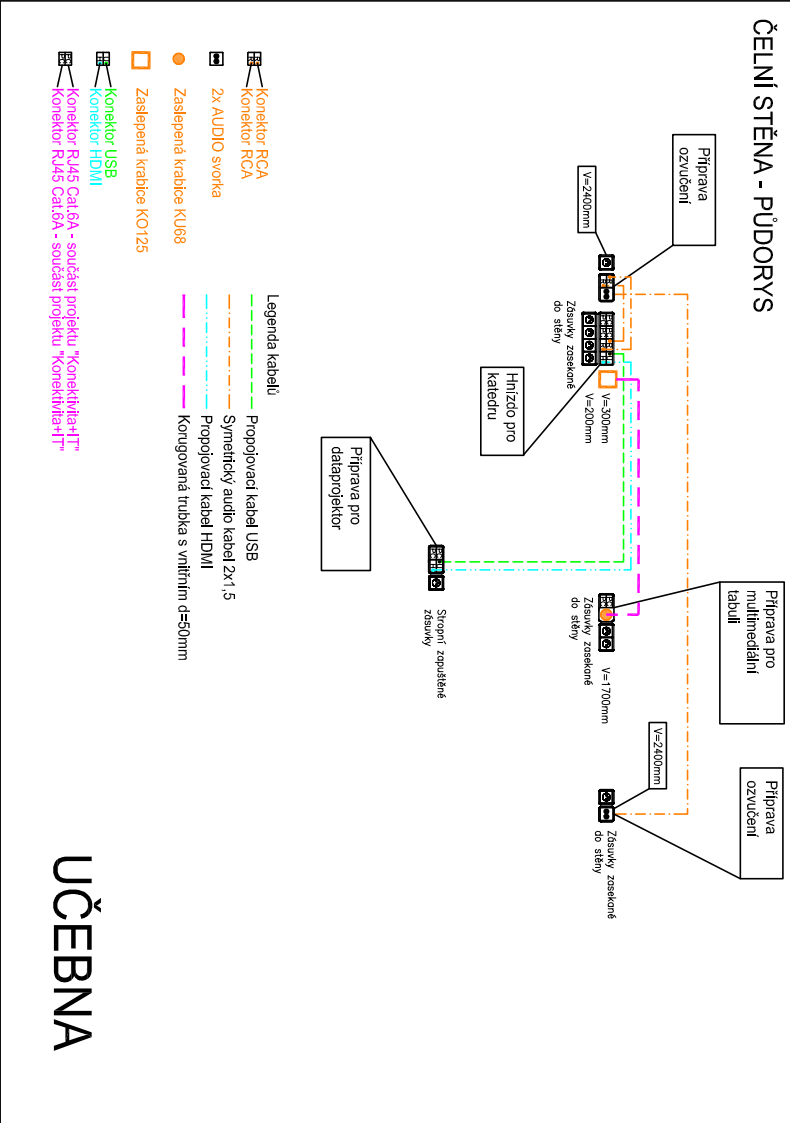 ČELNÍ STĚNA - PŮDORYS
Příprava
ozvučení
V=2400mm
Zásuvky zasekané
do stěny
V=300mm
V=200mm
Hnízdo pro
katedru
Příprava pro
dataprojektor
Stropní zapuštěné
zásuvky
Příprava pro
multimediální
tabuli
Zásuvky zasekané
do stěny
V=1700mm
Příprava
ozvučení
V=2400mm
Zásuvky zasekané
do stěny
Konektor RCA
Konektor RCA
2x AUDIO svorka
Zaslepená krabice KU68
Zaslepená krabice KO125
Konektor USB
Konektor HDMI
Konektor RJ45 Cat.6A - součást projektu "Konektivita+IT"
Konektor RJ45 Cat.6A - součást projektu "Konektivita+IT"
Legenda kabelů
Propojovací kabel USB
Symetrický audio kabel 2x1,5
Propojovací kabel HDMI
Korugovaná trubka s vnitřním d=50mm
UČEBNA